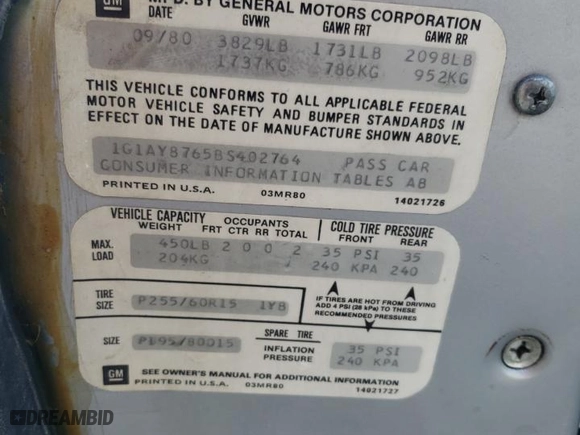 GM MFD. BY GENERAL MOTORS CORPORATION
DATE GVWR GAWR FRT GAWR RR
09/80 3829LB 1731LB 2098LB
1737KG 786KG 952KG
THIS VEHICLE CONFORMS TO ALL APPLICABLE FEDERAL
MOTOR VEHICLE SAFETY AND BUMPER STANDARDS IN
EFFECT ON THE DATE OF MANUFACTURE SHOWN ABOVE.
1G1AY8765BS402764 PASS CAR
CONSUMER INFORMATION TABLES AB
PRINTED IN U.S.A. 03MR80 14021726
VEHICLE CAPACITY OCCUPANTS COLD TIRE PRESSURE
WEIGHT FRT CTR RR TOTAL FRONT REAR
MAX. LOAD 450LB 2 0 0 2 35 PSI 35
204KG 240 KPA 240
TIRE SIZE P255/60R15 1YB
IF TIRES ARE HOT FROM DRIVING
ADD 4 PSI (28 kPa) TO THESE
RECOMMENDED PRESSURES
SPARE TIRE
SIZE P195/80D15 INFLATION PRESSURE 35 PSI
240 KPA
GM SEE OWNER'S MANUAL FOR ADDITIONAL INFORMATION
PRINTED IN U.S.A. 03MR80 14021727
DREAMBID